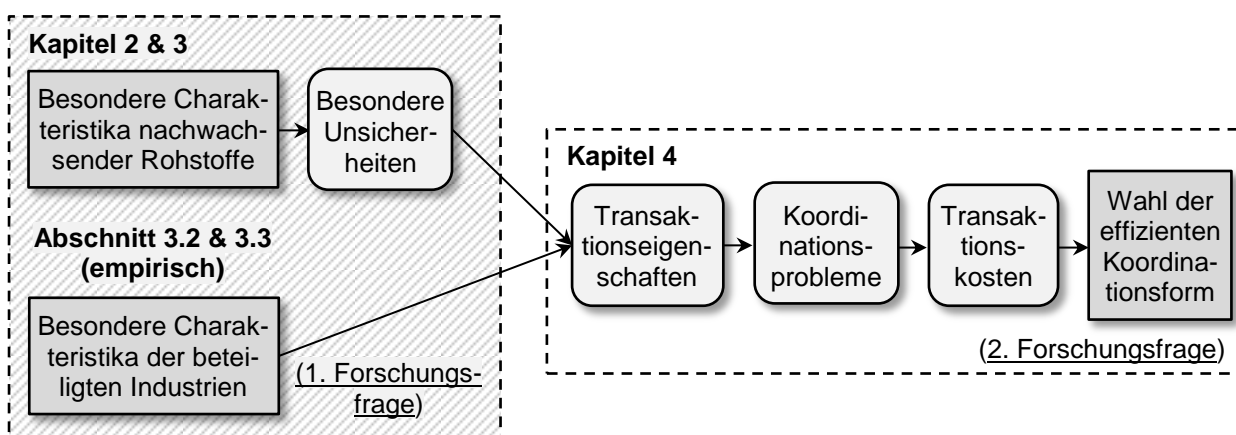 Kapitel 2 & 3
Besondere Charak-
teristika nachwach-
sender Rohstoffe
Besondere
Unsicher-
heiten
Abschnitt 3.2 & 3.3
(empirisch)
Besondere Charak-
teristika der betei-
ligten Industrien
(1. Forschungs-
frage)
Kapitel 4
Transak-
tionseigen-
schaften
Koordi-
nations-
probleme
Transak-
tions-
kosten
Wahl der
effizienten
Koordina-
tionsform
(2. Forschungsfrage)